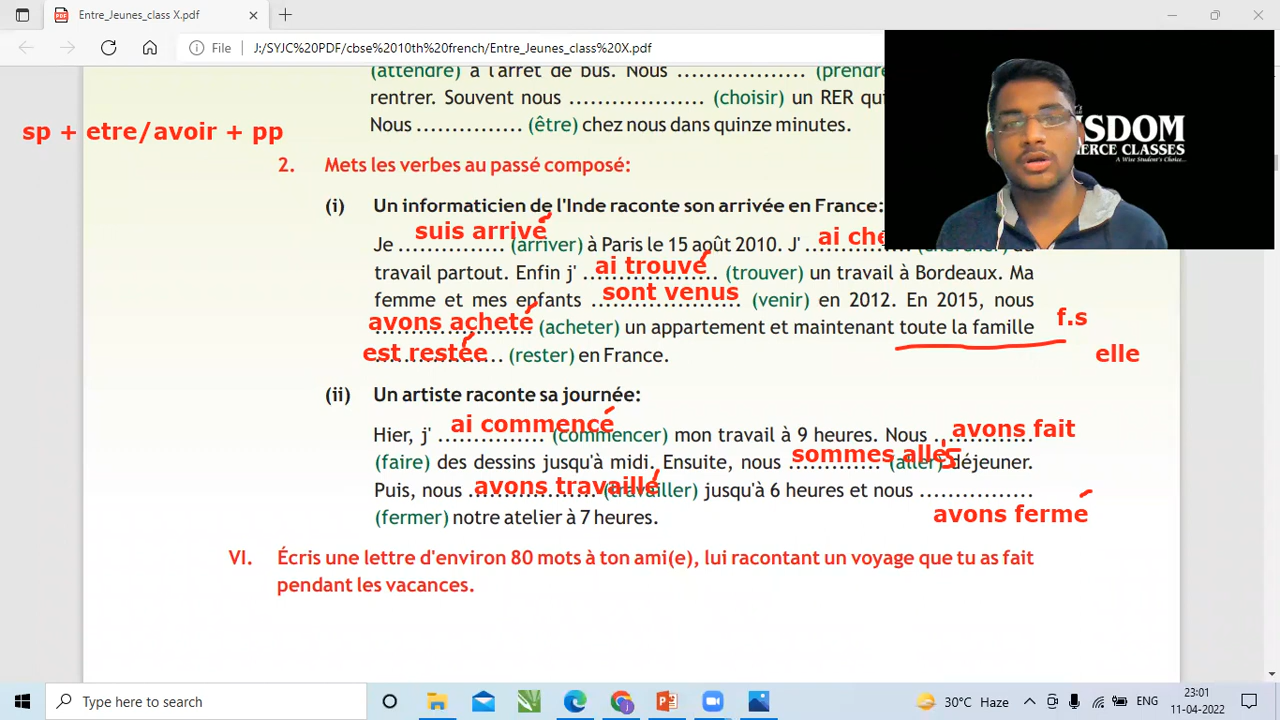 Entre_Jeunes_class X.pdf
File J:/SYJC%20PDF/cbse%2010th%20french/Entre_Jeunes_class%20X.pdf
(attendre) à l'arrêt de bus. Nous .................. (prendre
rentrer. Souvent nous ................... (choisir) un RER
Nous ............... (être) chez nous dans quinze minutes.
sp + etre/avoir + pp
WISDOM
COMMERCE CLASSES
A Wise Student's Choice...
2. Mets les verbes au passé composé:
(i) Un informaticien de l'Inde raconte son arrivée en France:
suis arrivé
ai
Je ............... (arriver) à Paris le 15 août 2010. J' ............... (chercher) du
ai trouvé
travail partout. Enfin j' ................... (trouver) un travail à Bordeaux. Ma
sont venus
femme et mes enfants ..................... (venir) en 2012. En 2015, nous
avons acheté
...................... (acheter) un appartement et maintenant toute la famille
f.s
est restée
.................. (rester) en France.
elle
(ii) Un artiste raconte sa journée:
ai commencé
avons fait
Hier, j' ............... (commencer) mon travail à 9 heures. Nous ..............
sommes allés
(faire) des dessins jusqu'à midi. Ensuite, nous ............. (aller) déjeuner.
avons travaillé
Puis, nous .................. (travailler) jusqu'à 6 heures et nous ................
avons fermé
(fermer) notre atelier à 7 heures.
VI. Écris une lettre d'environ 80 mots à ton ami(e), lui racontant un voyage que tu as fait
pendant les vacances.
Type here to search
30°C Haze
ENG
23:01
11-04-2022